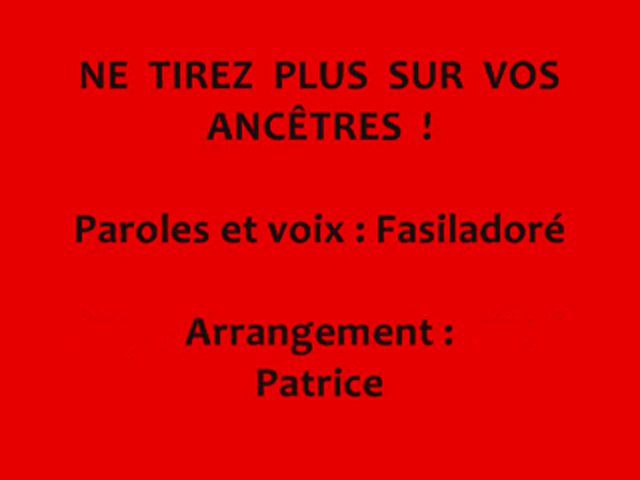 NE TIREZ PLUS SUR VOS
ANCÊTRES !
Paroles et voix : Fasiladoré
Arrangement :
Patrice